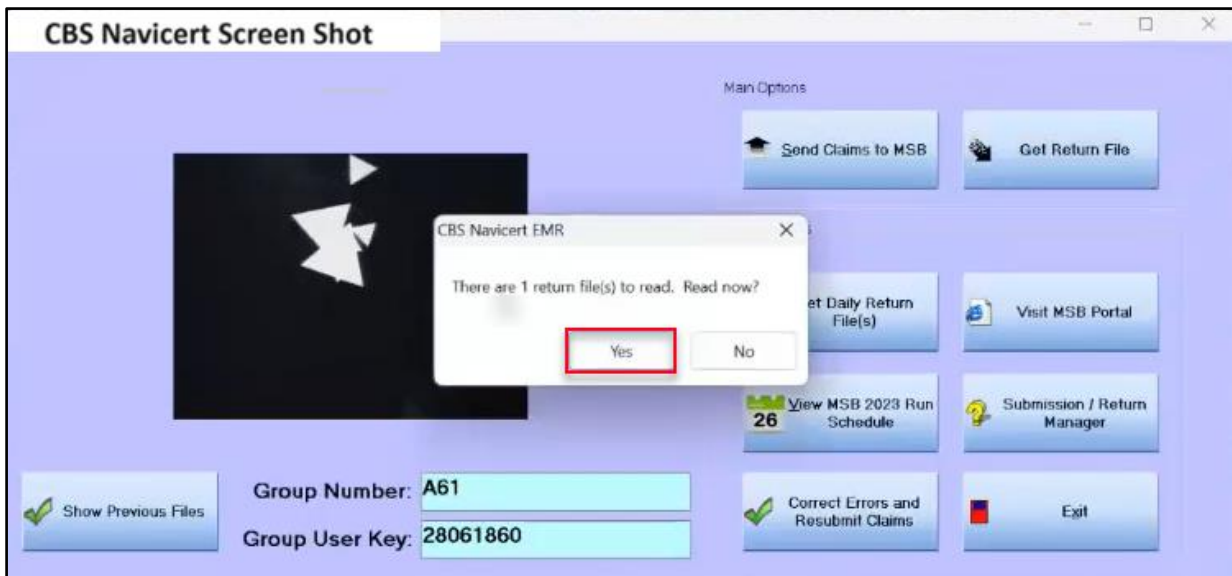 CBS Navicert Screen Shot
Main Options
Send Claims to MSB
Get Return File
CBS Navicert EMR
There are 1 return file(s) to read. Read now?
Yes
No
Daily Return
File(s)
Visit MSB Portal
26
View MSB 2023 Run
Schedule
Submission / Return
Manager
Show Previous Files
Group Number: A61
Group User Key: 28061860
Correct Errors and
Resubmit Claims
Exit